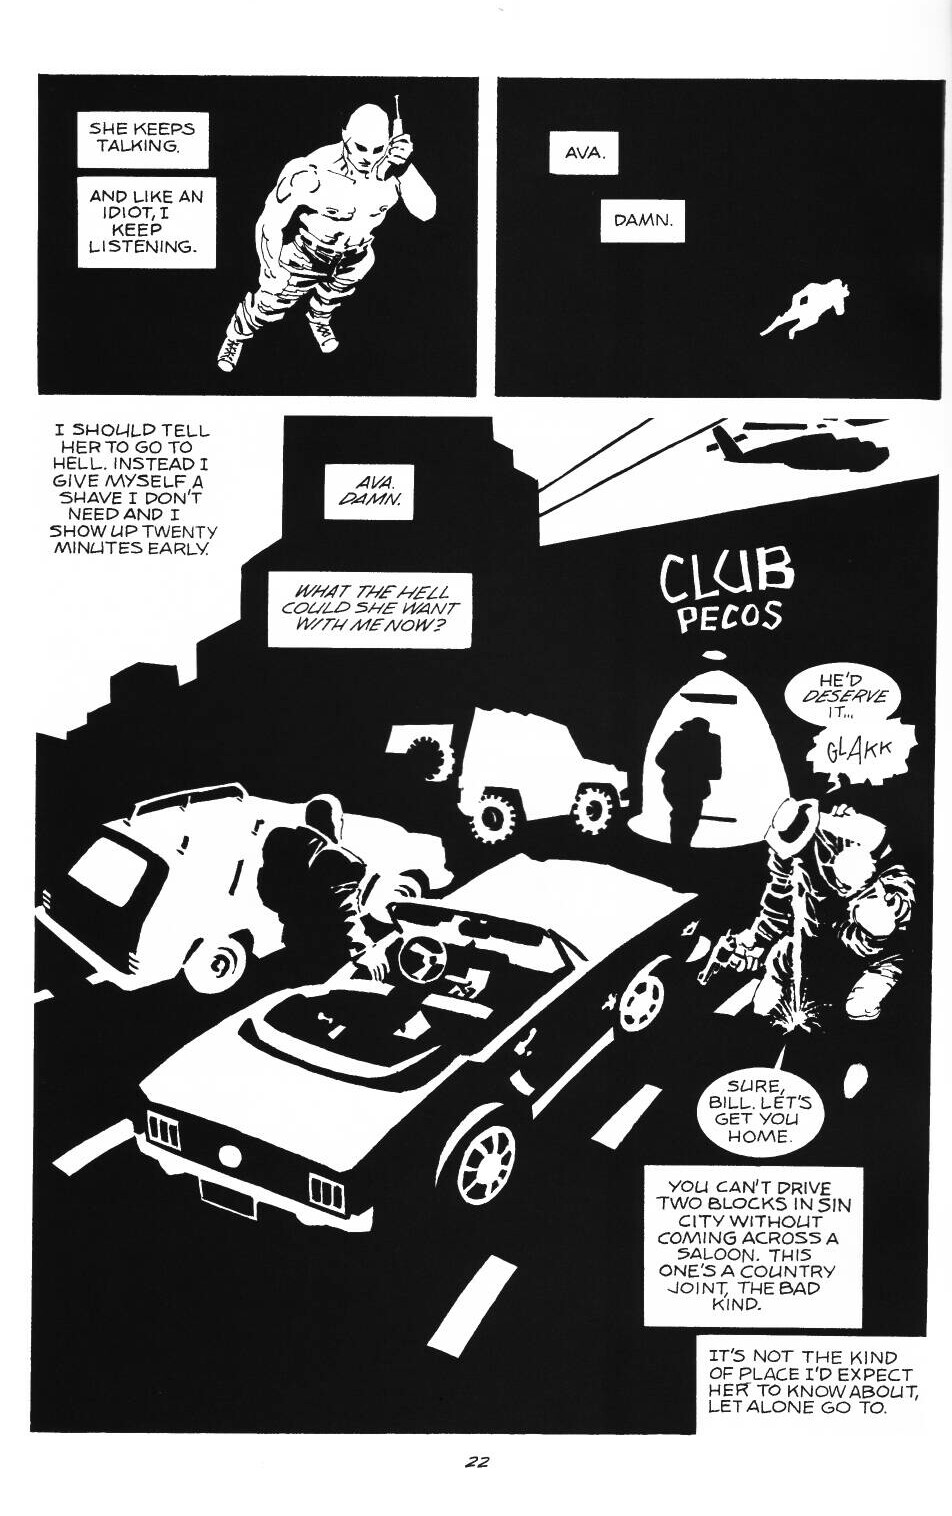 SHE KEEPS
TALKING.
AND LIKE AN
IDIOT, I
KEEP
LISTENING.
AVA.
DAMN.
I SHOULD TELL
HER TO GO TO
HELL. INSTEAD I
GIVE MYSELF A
SHAVE I DON'T
NEED AND I
SHOW UP TWENTY
MINUTES EARLY.
AVA.
DAMN.
WHAT THE HELL
COULD SHE WANT
WITH ME NOW?
CLUB
PECOS
HE'D
DESERVE
IT...
GLAKK
SURE,
BILL. LET'S
GET YOU
HOME.
YOU CAN'T DRIVE
TWO BLOCKS IN SIN
CITY WITHOUT
COMING ACROSS A
SALOON. THIS
ONE'S A COUNTRY
JOINT, THE BAD
KIND.
IT'S NOT THE KIND
OF PLACE I'D EXPECT
HER TO KNOW ABOUT,
LET ALONE GO TO.
22